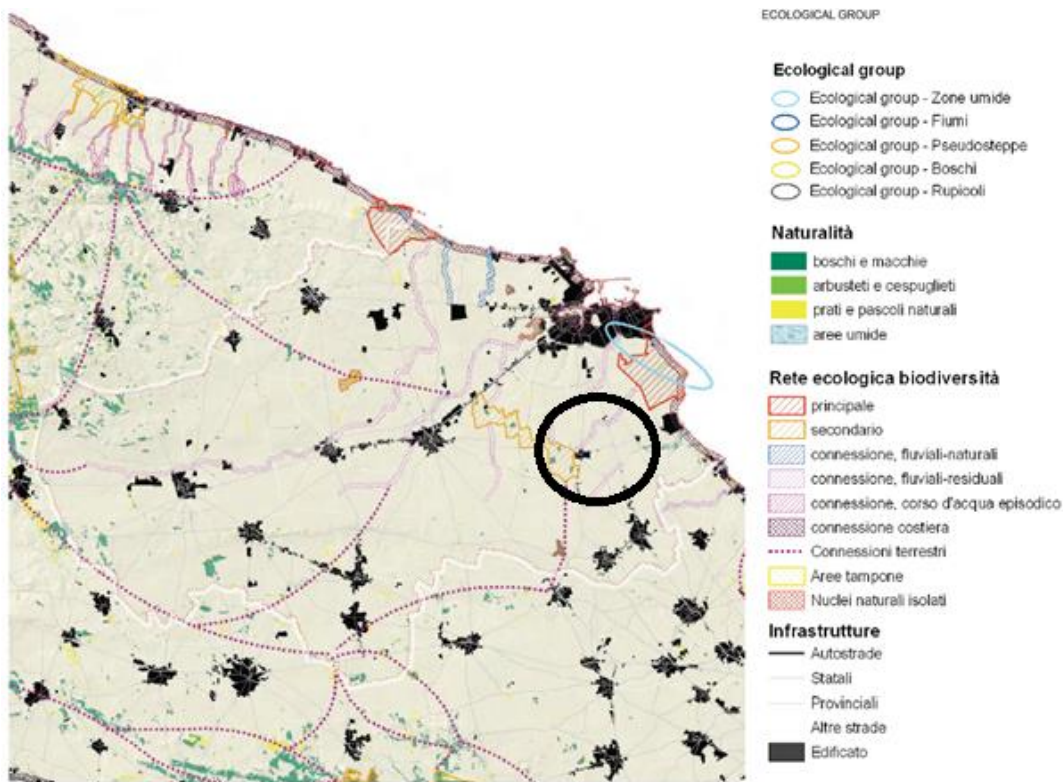 ECOLOGICAL GROUP
Ecological group
Ecological group - Zone umide
Ecological group - Fiumi
Ecological group - Pseudosteppe
Ecological group - Boschi
Ecological group - Rupicoli
Naturalità
boschi e macchie
arbusteti e cespuglieti
prati e pascoli naturali
aree umide
Rete ecologica biodiversità
principale
secondario
connessione, fluviali-naturali
connessione, fluviali-residuali
connessione, corso d'acqua episodico
connessione costiera
Connessioni terrestri
Aree tampone
Nuclei naturali isolati
Infrastrutture
Autostrade
Statali
Provinciali
Altre strade
Edificato